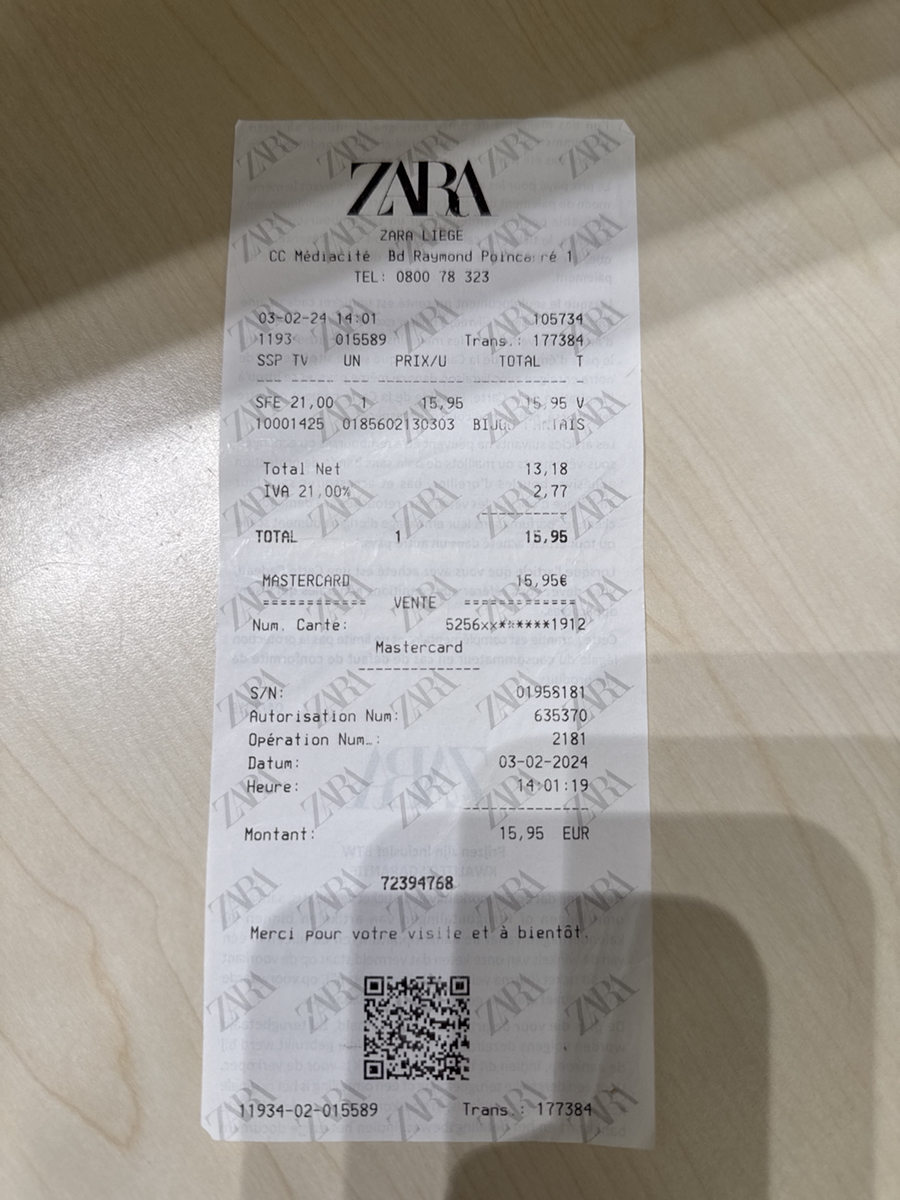 ZARA
ZARA LIEGE
CC Médiacité Bd Raymond Poincarré 1
TEL: 0800 78 323
03-02-24 14:01 105734
1193 015589 Trans.: 177384
SSP TV UN PRIX/U TOTAL T
SFE 21,00 1 15,95 15,95 V
10001425 0185602130303 BIJOU FANTAIS
Total Net 13,18
IVA 21,00% 2,77
TOTAL 1 15,95
MASTERCARD 15,95€
=========== VENTE ============
Num. Carte: 5256xx******1912
Mastercard
S/N: 01958181
Autorisation Num: 635370
Opération Num.: 2181
Datum: 03-02-2024
Heure: 14:01:19
Montant: 15,95 EUR
72394768
Merci pour votre visite et à bientôt.
11934-02-015589 Trans.: 177384